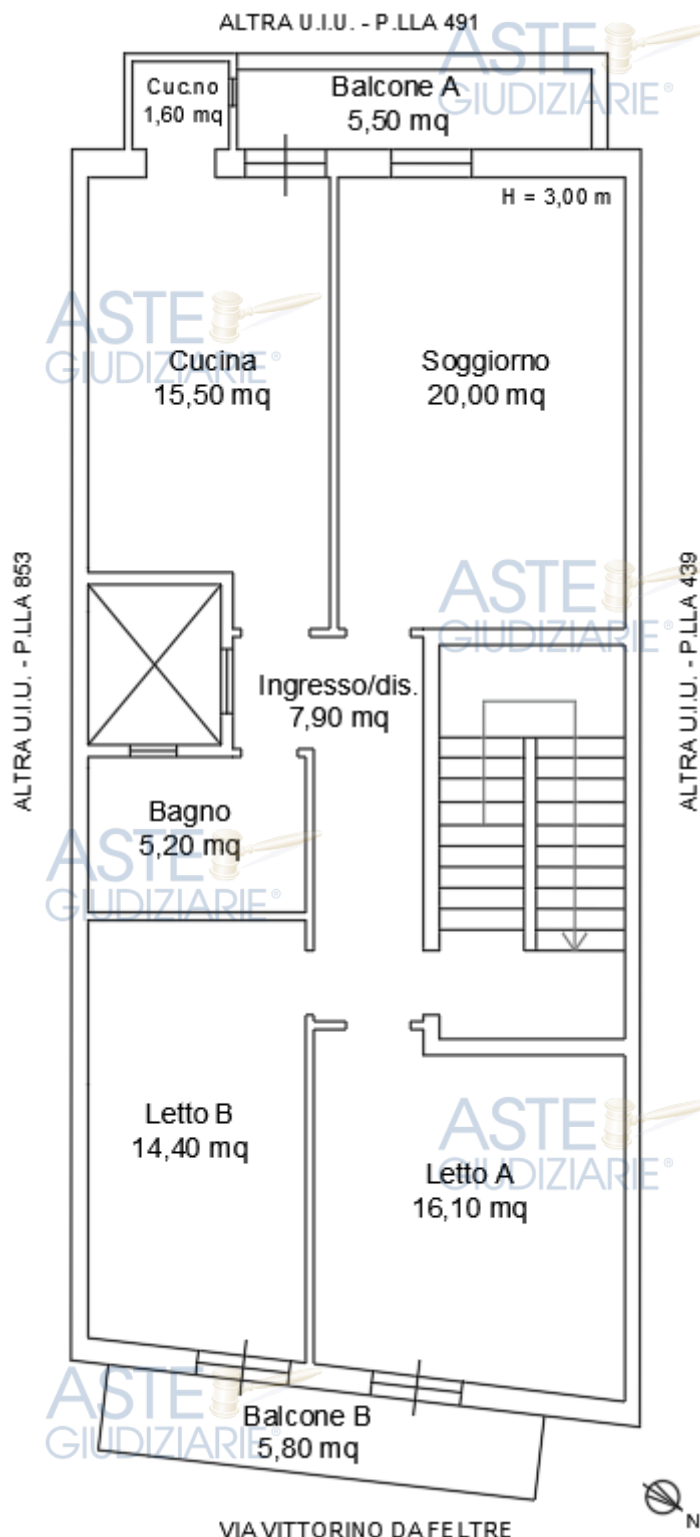 ALTRA U.I.U. - P.LLA 491
ASTE
GIUDIZIARIE®
Cuc.no
1,60 mq
Balcone A
5,50 mq
H = 3,00 m
ASTE
GIUDIZIARIE®
Cucina
15,50 mq
Soggiorno
20,00 mq
ALTRA U.I.U. - P.LLA 853
ALTRA U.I.U. - P.LLA 439
ASTE
GIUDIZIARIE®
Ingresso/dis.
7,90 mq
Bagno
5,20 mq
ASTE
GIUDIZIARIE®
Letto B
14,40 mq
ASTE
GIUDIZIARIE®
Letto A
16,10 mq
ASTE
GIUDIZIARIE®
Balcone B
5,80 mq
VIA VITTORINO DA FELTRE
N